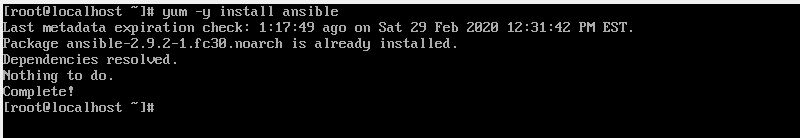 [root@localhost ~]# yum -y install ansible
Last metadata expiration check: 1:17:49 ago on Sat 29 Feb 2020 12:31:42 PM EST.
Package ansible-2.9.2-1.fc30.noarch is already installed.
Dependencies resolved.
Nothing to do.
Complete!
[root@localhost ~]#